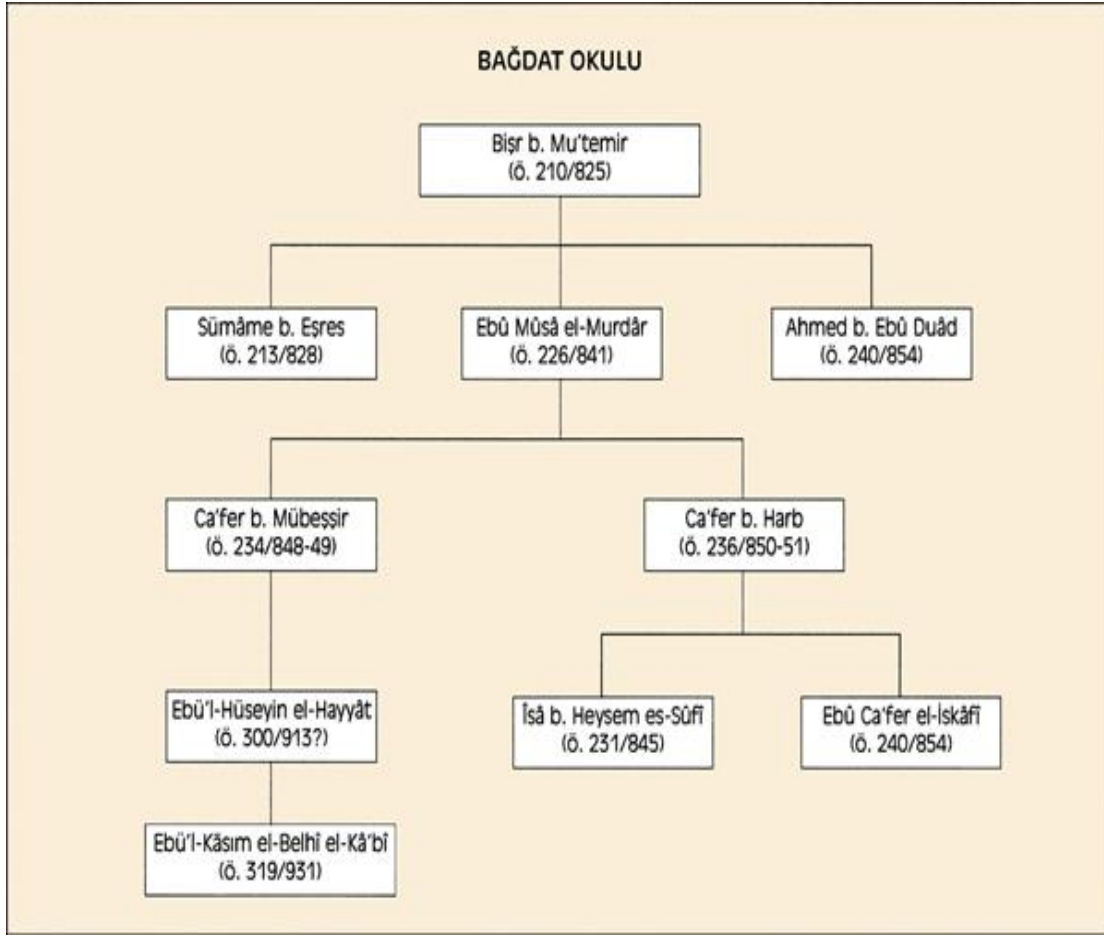 BAĞDAT OKULU
Bişr b. Mu'temir
(ö. 210/825)
Sümâme b. Eşres
(ö. 213/828)
Ebû Mûsâ el-Murdâr
(ö. 226/841)
Ahmed b. Ebû Duâd
(ö. 240/854)
Ca'fer b. Mübeşşir
(ö. 234/848-49)
Ca'fer b. Harb
(ö. 236/850-51)
Ebü'l-Hüseyin el-Hayyât
(ö. 300/913?)
Îsâ b. Heysem es-Sûfî
(ö. 231/845)
Ebû Ca'fer el-İskâfî
(ö. 240/854)
Ebü'l-Kāsım el-Belhî el-Kâ'bî
(ö. 319/931)